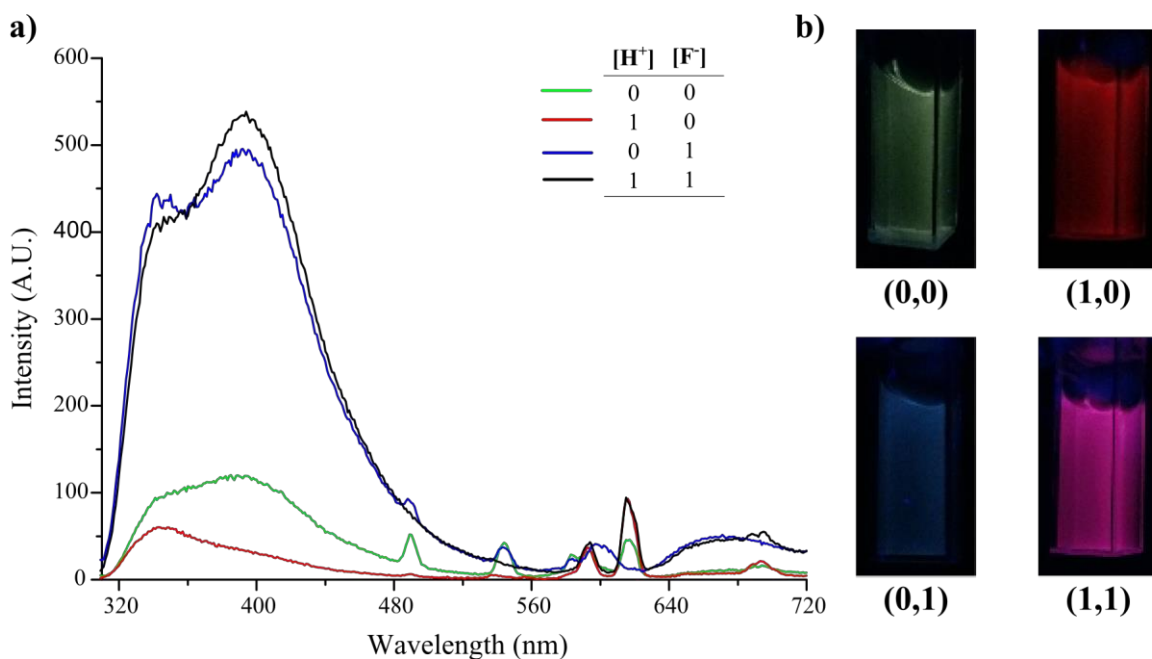 a)
600
500
400
300
200
100
0
Intensity (A.U.)
320 400 480 560 640 720
Wavelength (nm)
[H⁺] [F⁻]
0 0
1 0
0 1
1 1
b)
(0,0) (1,0)
(0,1) (1,1)